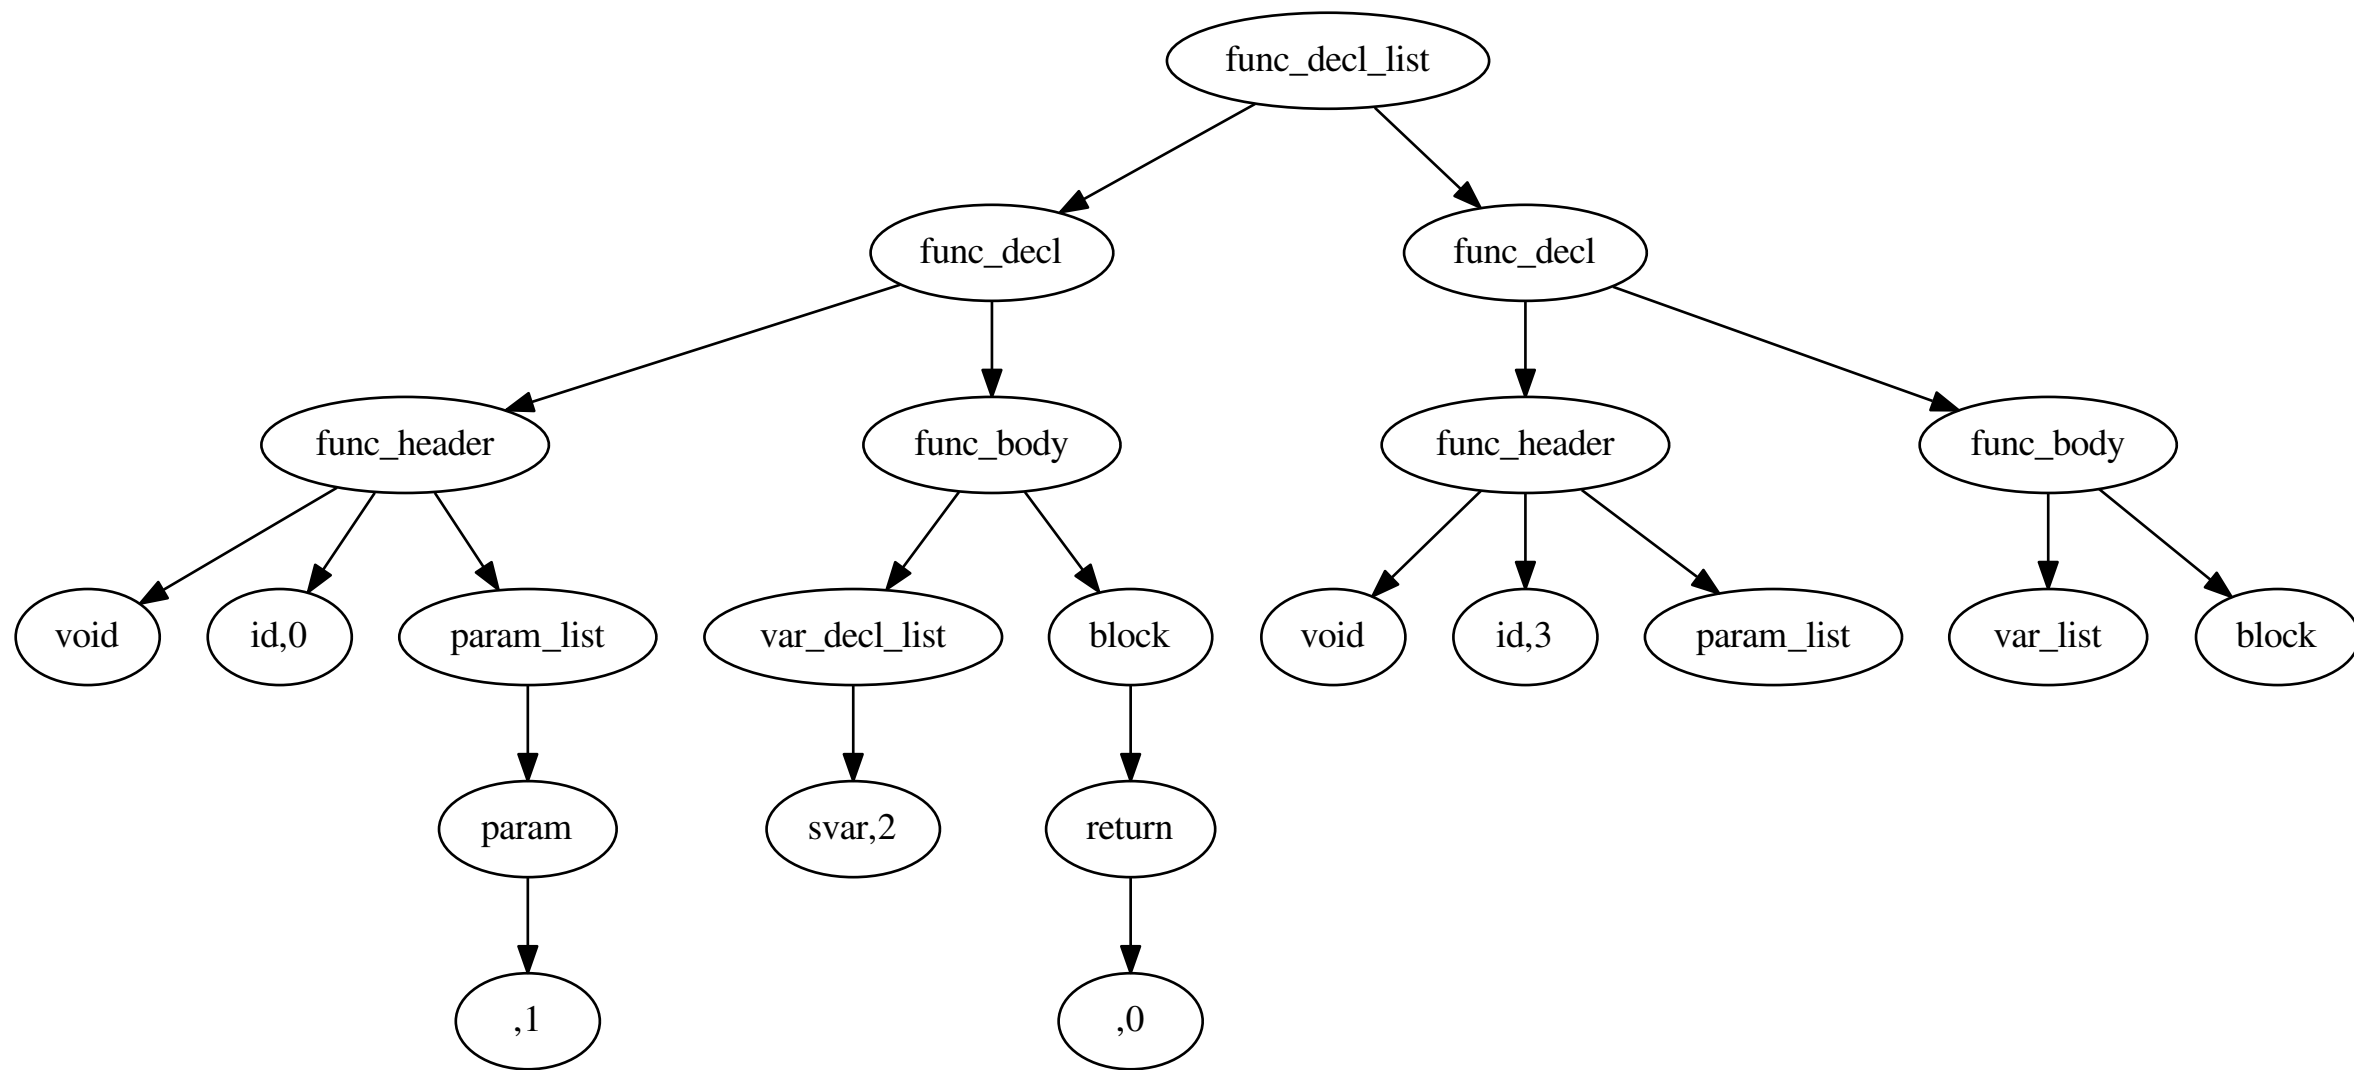 func_decl_list
func_decl
func_decl
func_header
func_body
func_header
func_body
void
id,0
param_list
var_decl_list
block
void
id,3
param_list
var_list
block
param
svar,2
return
,1
,0